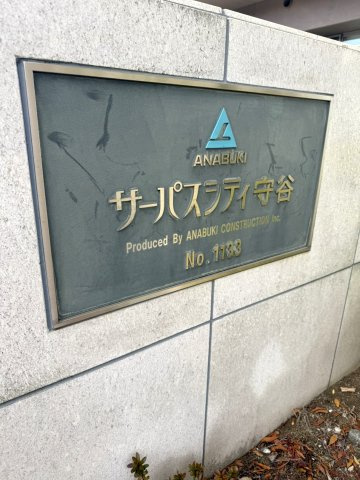 ANABUKI
サーパスシティ守谷
Produced By ANABUKI CONSTRUCTION Inc.
No.1133